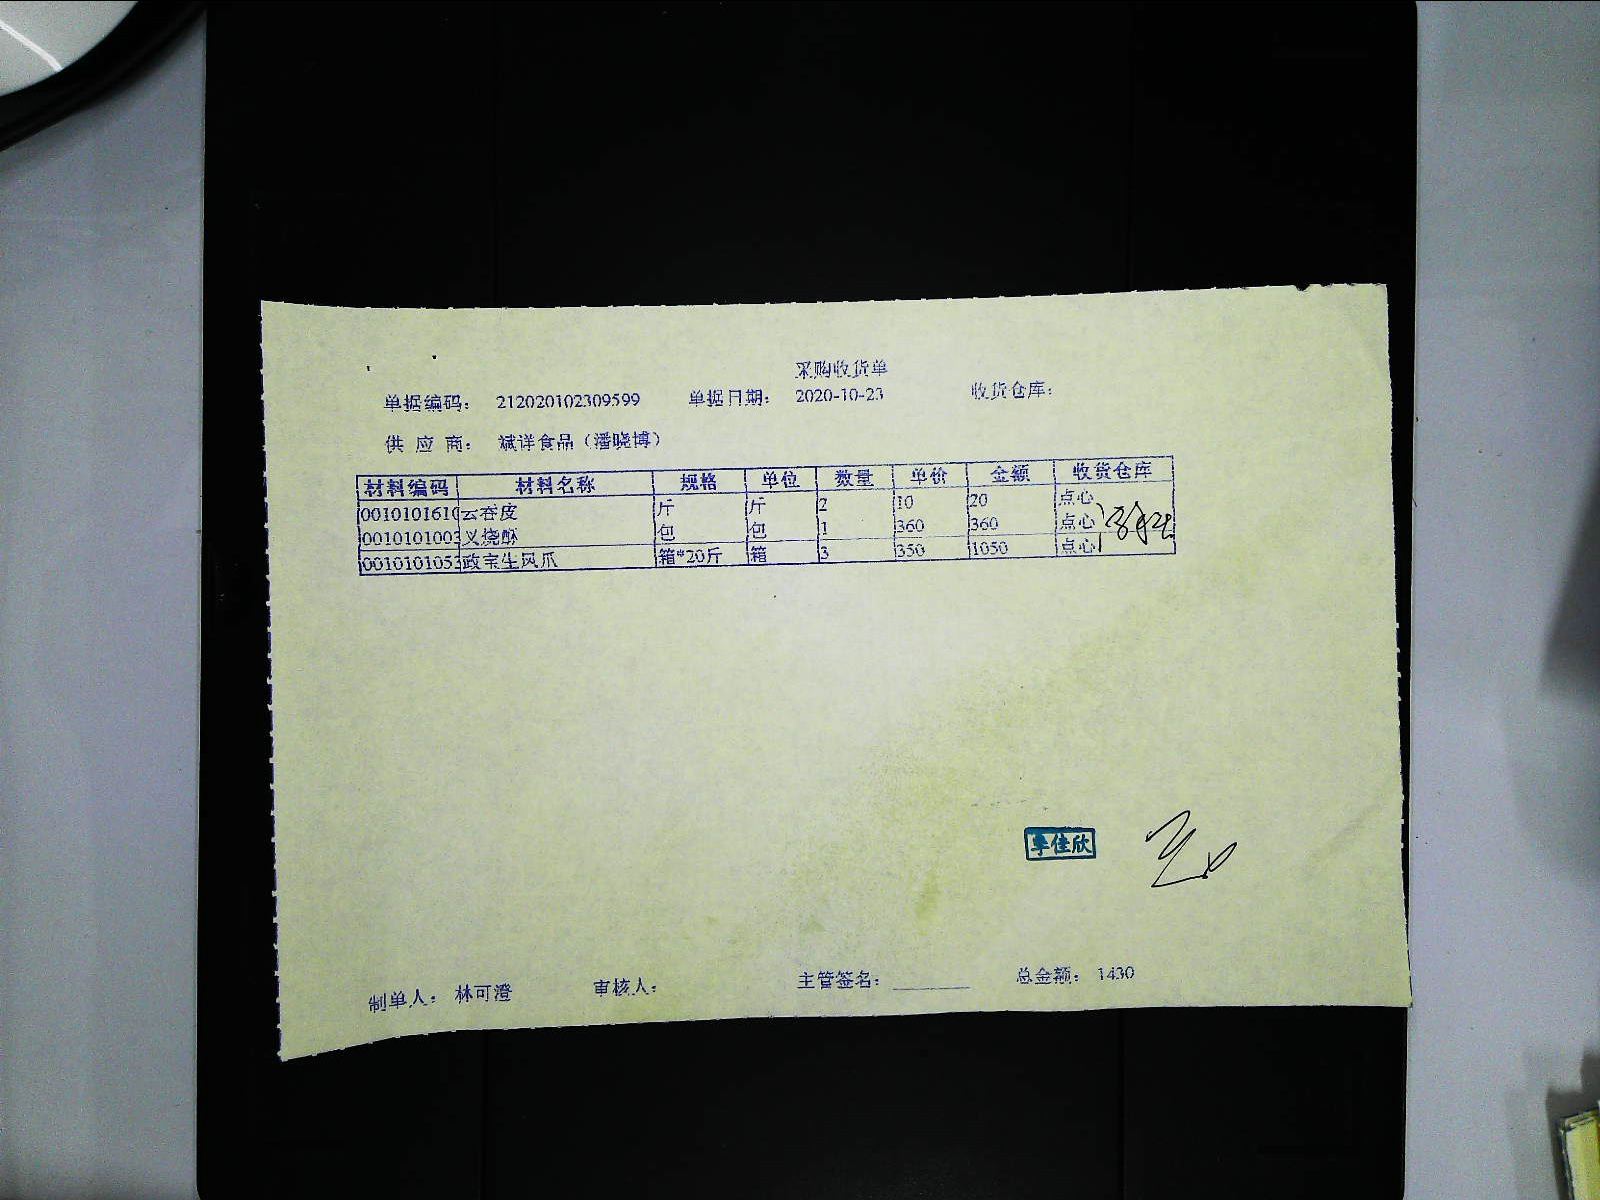 采购收货单
单据编码： 212020102309599 单据日期： 2020-10-23 收货仓库：
供 应 商： 斌洋食品（潘晓博）
材料编码 材料名称 规格 单位 数量 单价 金额 收货仓库
0010101610 云吞皮 斤 斤 2 10 20 点心
0010101003 叉烧酥 包 包 1 360 360 点心
0010101053 政宝生凤爪 箱*20斤 箱 3 350 1050 点心
李佳欣
制单人： 林可澄 审核人： 主管签名： 总金额： 1430